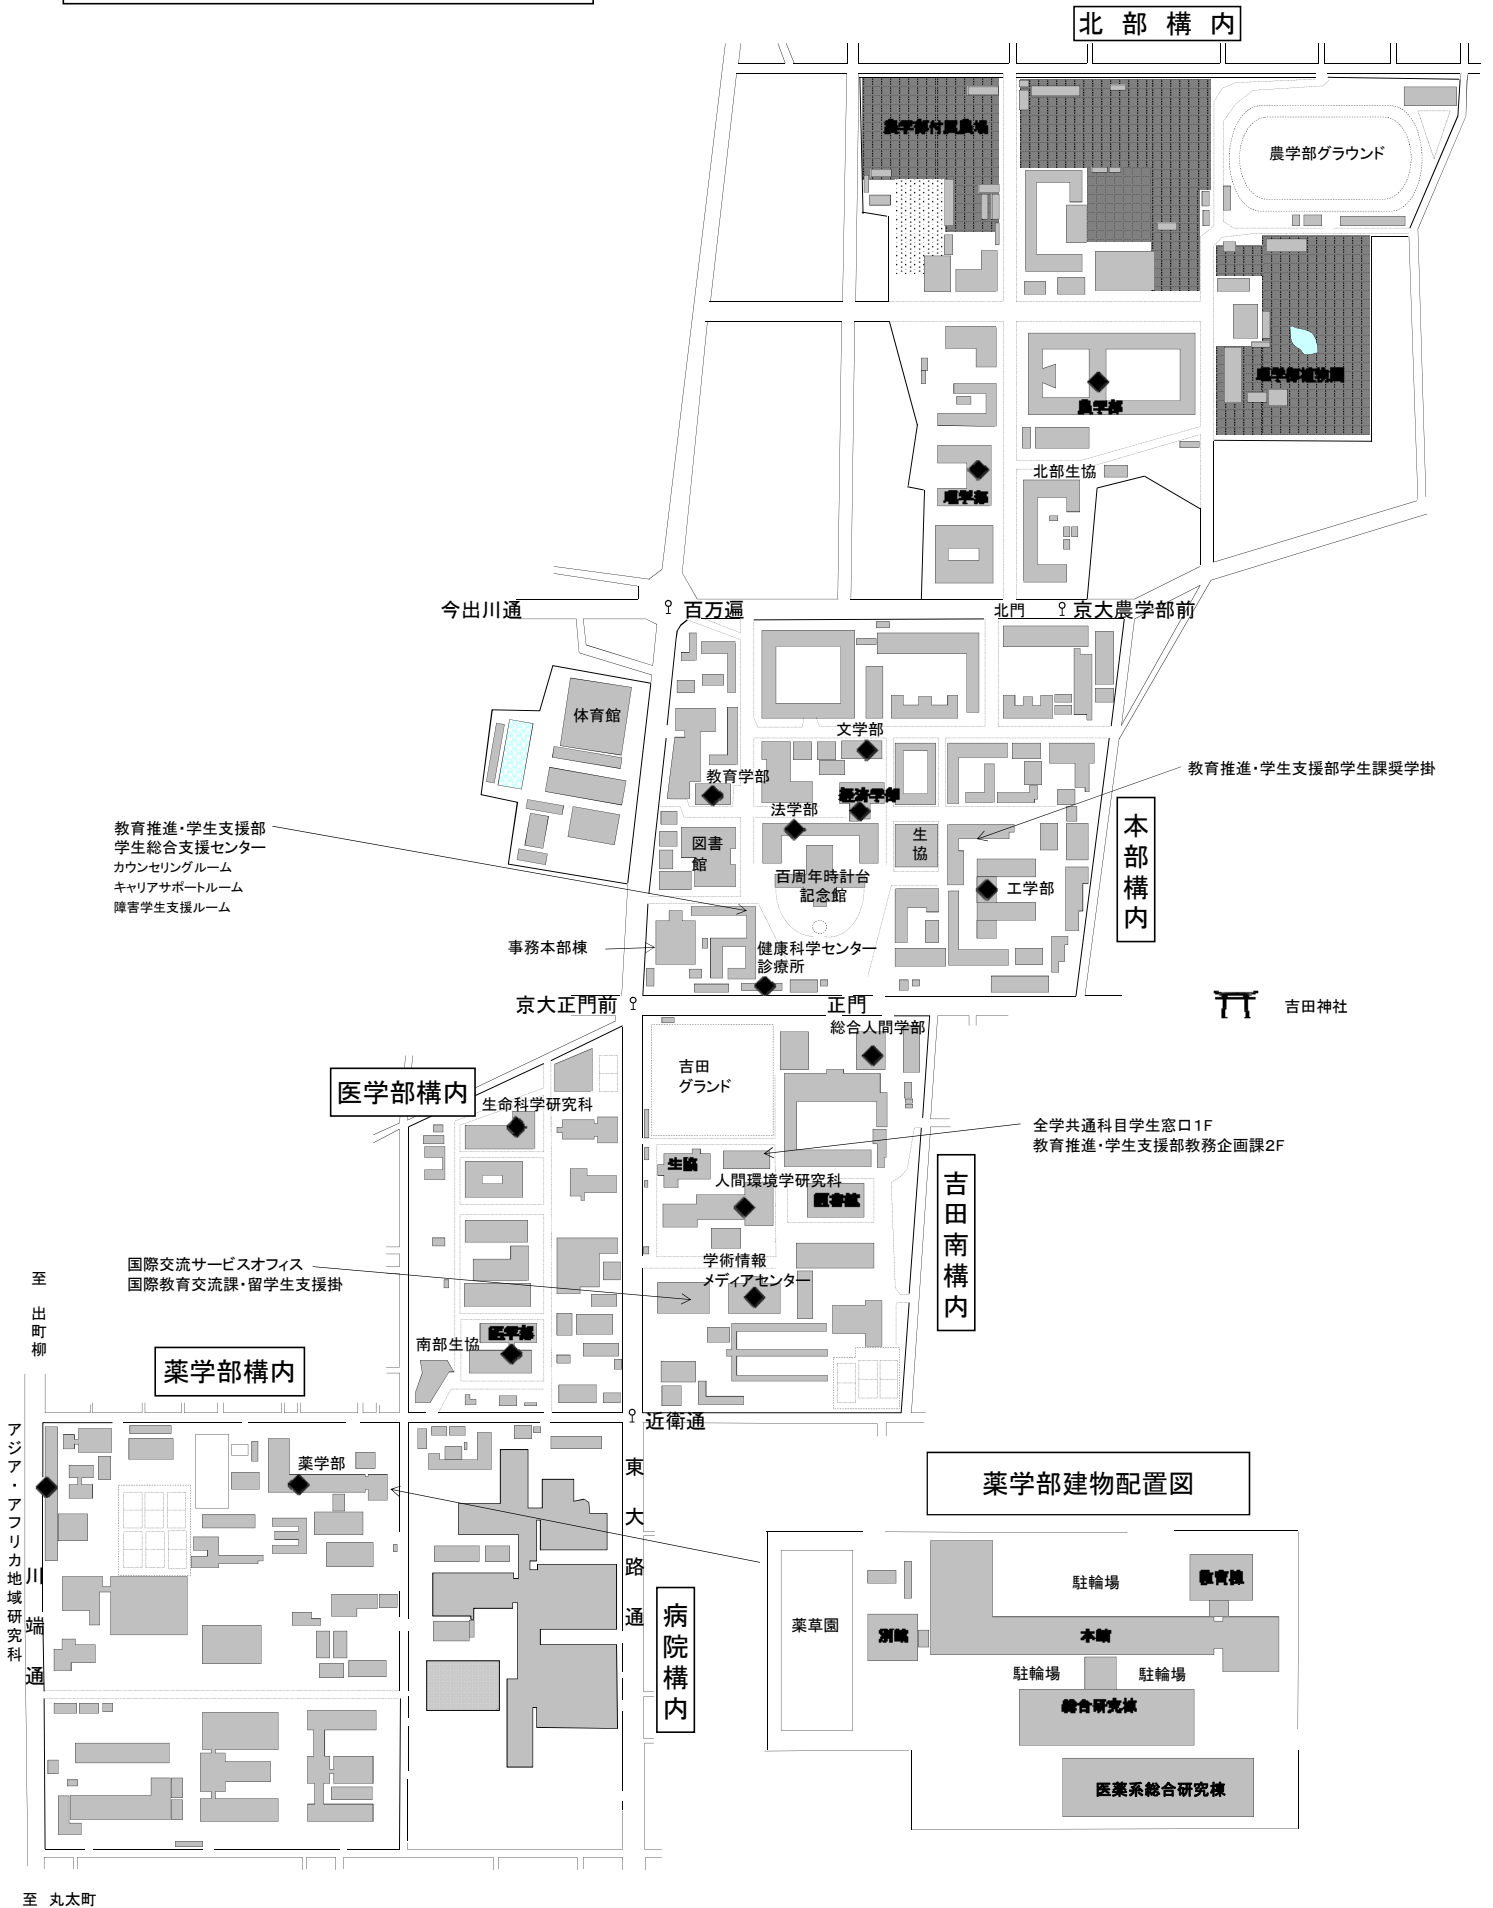 北部構内
農学部付属農場
農学部グラウンド
理学部植物園
農学部
北部生協
理学部
今出川通
百万遍
北門
京大農学部前
体育館
文学部
教育学部
経済学部
教育推進・学生支援部学生課奨学掛
法学部
本部構内
教育推進・学生支援部
学生総合支援センター
カウンセリングルーム
キャリアサポートルーム
障害学生支援ルーム
図書
館
生
協
百周年時計台
記念館
工学部
事務本部棟
健康科学センター
診療所
京大正門前
正門
吉田神社
総合人間学部
吉田
グランド
医学部構内
生命科学研究科
全学共通科目学生窓口1F
教育推進・学生支援部教務企画課2F
生協
人間環境学研究科
図書館
吉田南構内
国際交流サービスオフィス
国際教育交流課・留学生支援掛
学術情報
メディアセンター
至 出町柳
医学部
南部生協
薬学部構内
近衛通
アジア・アフリカ地域研究科
薬学部
東大路通
川端通
病院構内
薬学部建物配置図
駐輪場
教育棟
薬草園
別館
本館
駐輪場
駐輪場
総合研究棟
医薬系総合研究棟
至 丸太町